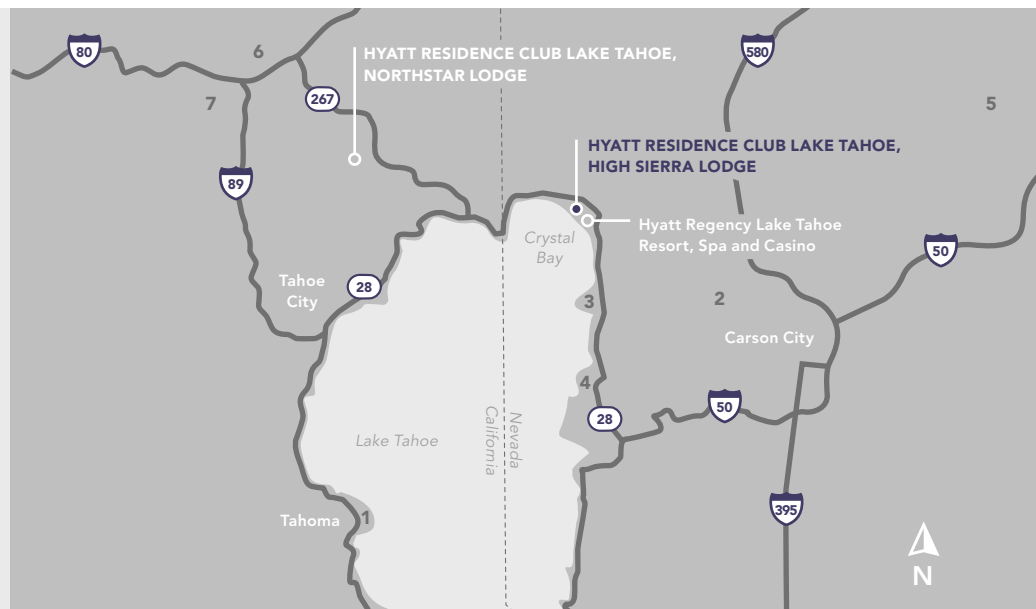 80
6
7
267
HYATT RESIDENCE CLUB LAKE TAHOE,
NORTHSTAR LODGE
580
5
HYATT RESIDENCE CLUB LAKE TAHOE,
HIGH SIERRA LODGE
89
Hyatt Regency Lake Tahoe
Resort, Spa and Casino
Crystal
Bay
50
Tahoe
City
28
3
2
Carson City
4
28
50
Lake Tahoe
California
Nevada
Tahoma
1
395
N